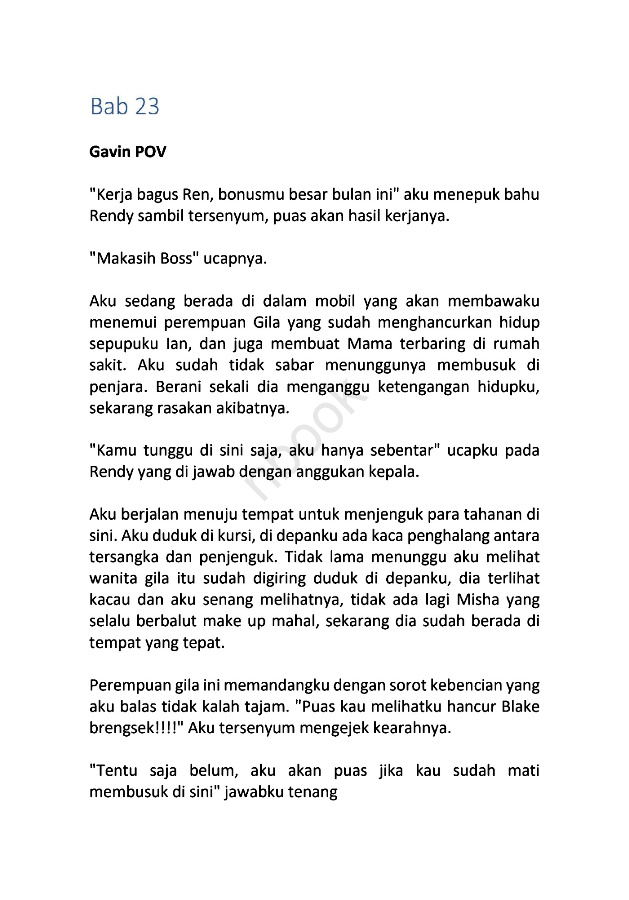 Bab 23
Gavin POV
"Kerja bagus Ren, bonusmu besar bulan ini" aku menepuk bahu
Rendy sambil tersenyum, puas akan hasil kerjanya.
"Makasih Boss" ucapnya.
Aku sedang berada di dalam mobil yang akan membawaku
menemui perempuan Gila yang sudah menghancurkan hidup
sepupuku Ian, dan juga membuat Mama terbaring di rumah
sakit. Aku sudah tidak sabar menunggunya membusuk di
penjara. Berani sekali dia menganggu ketengangan hidupku,
sekarang rasakan akibatnya.
"Kamu tunggu di sini saja, aku hanya sebentar" ucapku pada
Rendy yang di jawab dengan anggukan kepala.
Aku berjalan menuju tempat untuk menjenguk para tahanan di
sini. Aku duduk di kursi, di depanku ada kaca penghalang antara
tersangka dan penjenguk. Tidak lama menunggu aku melihat
wanita gila itu sudah digiring duduk di depanku, dia terlihat
kacau dan aku senang melihatnya, tidak ada lagi Misha yang
selalu berbalut make up mahal, sekarang dia sudah berada di
tempat yang tepat.
Perempuan gila ini memandangku dengan sorot kebencian yang
aku balas tidak kalah tajam. "Puas kau melihatku hancur Blake
brengsek!!!!" Aku tersenyum mengejek kearahnya.
"Tentu saja belum, aku akan puas jika kau sudah mati
membusuk di sini" jawabku tenang